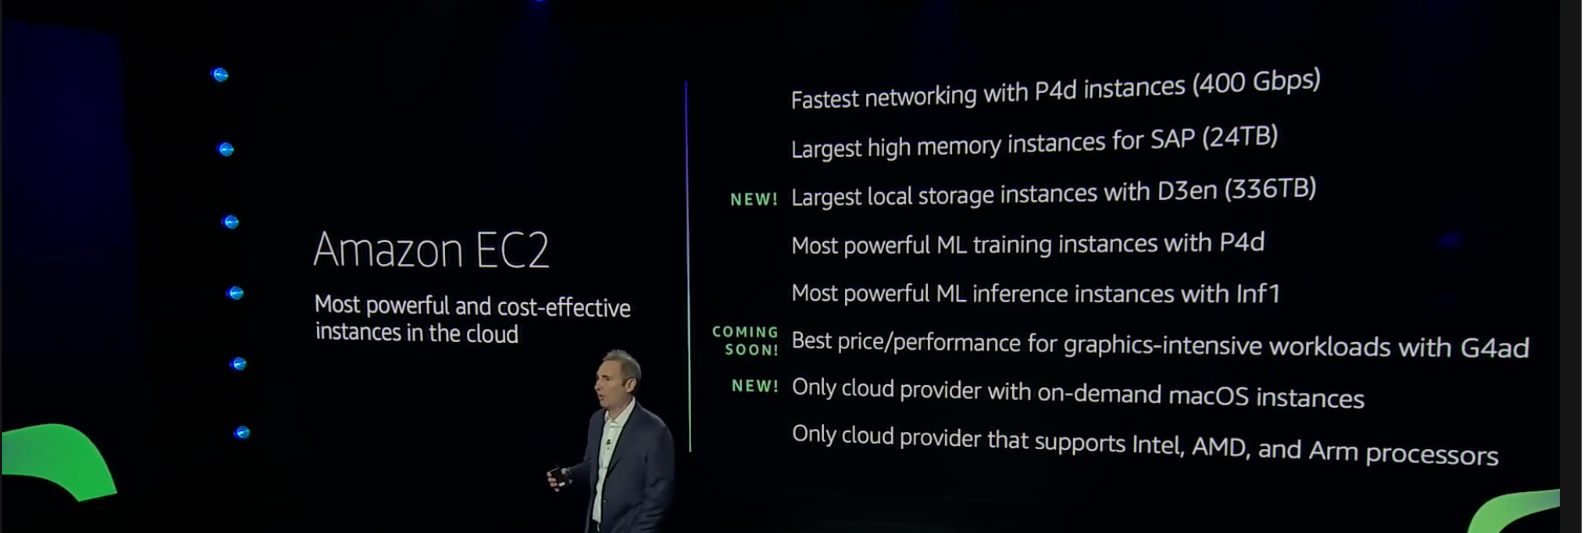 Amazon EC2
Most powerful and cost-effective
instances in the cloud
Fastest networking with P4d instances (400 Gbps)
Largest high memory instances for SAP (24TB)
NEW! Largest local storage instances with D3en (336TB)
Most powerful ML training instances with P4d
Most powerful ML inference instances with Inf1
COMING
SOON! Best price/performance for graphics-intensive workloads with G4ad
NEW! Only cloud provider with on-demand macOS instances
Only cloud provider that supports Intel, AMD, and Arm processors